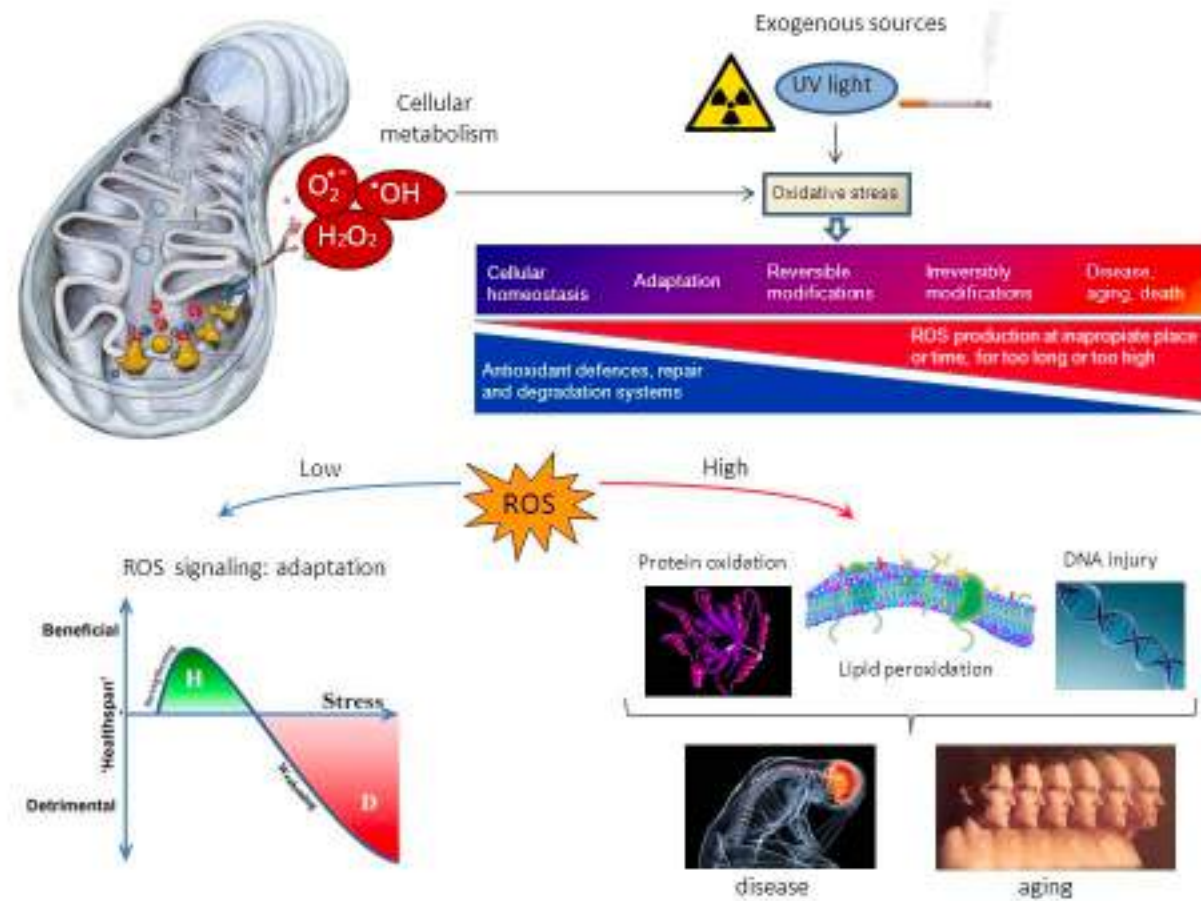 Exogenous sources
UV light
Cellular
metabolism
O₂•⁻
•OH
H₂O₂
Oxidative stress
Cellular
homeostasis
Adaptation
Reversible
modifications
Irreversibly
modifications
Disease,
aging, death
ROS production at inapropiate place
or time, for too long or too high
Antioxidant defences, repair
and degradation systems
Low
ROS
High
ROS signaling: adaptation
Beneficial
'Healthspan'
Detrimental
Strengthening
H
Stress
Weakening
D
Protein oxidation
Lipid peroxidation
DNA injury
disease
aging